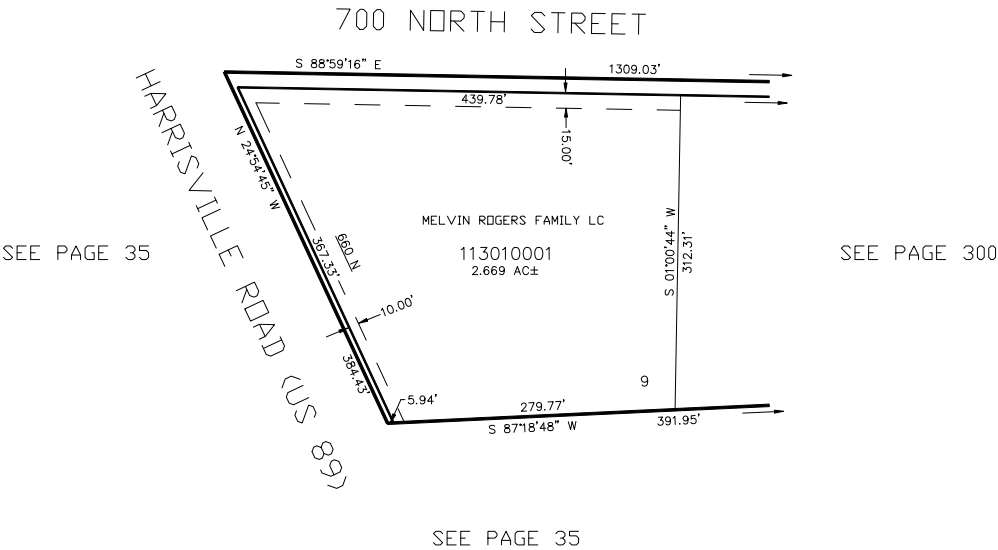 700 NORTH STREET
S 88°59'16" E
1309.03'
439.78'
15.00'
HARRISVILLE ROAD (US 89)
N 24°54'45" W
MELVIN ROGERS FAMILY LC
113010001
2.669 AC±
S 01°00'44" W
312.31'
SEE PAGE 35
SEE PAGE 300
660 N
367.33'
10.00'
384.43'
9
5.94'
279.77'
S 87°18'48" W
391.95'
SEE PAGE 35